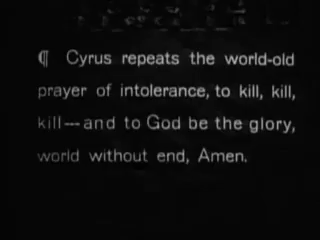 ¶ Cyrus repeats the world-old
prayer of intolerance, to kill, kill,
kill—and to God be the glory,
world without end, Amen.